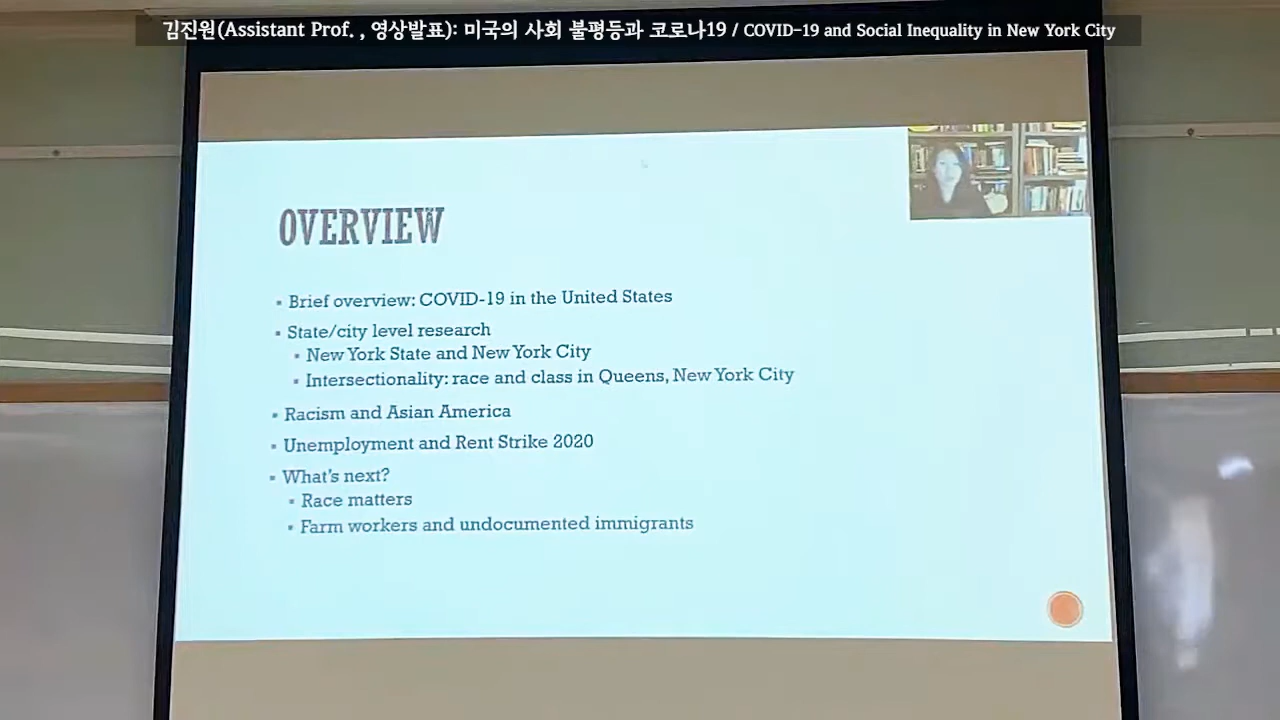 김진원(Assistant Prof. , 영상발표): 미국의 사회 불평등과 코로나19 / COVID-19 and Social Inequality in New York City
OVERVIEW
▪ Brief overview: COVID-19 in the United States
▪ State/city level research
▪ New York State and New York City
▪ Intersectionality: race and class in Queens, New York City
▪ Racism and Asian America
▪ Unemployment and Rent Strike 2020
▪ What's next?
▪ Race matters
▪ Farm workers and undocumented immigrants